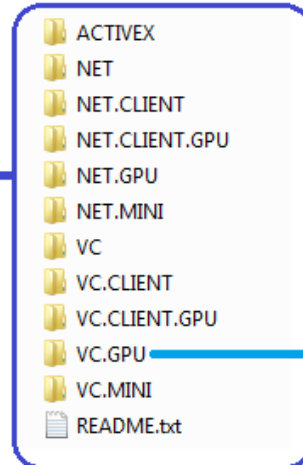 ACTIVEX
NET
NET.CLIENT
NET.CLIENT.GPU
NET.GPU
NET.MINI
VC
VC.CLIENT
VC.CLIENT.GPU
VC.GPU
VC.MINI
README.txt